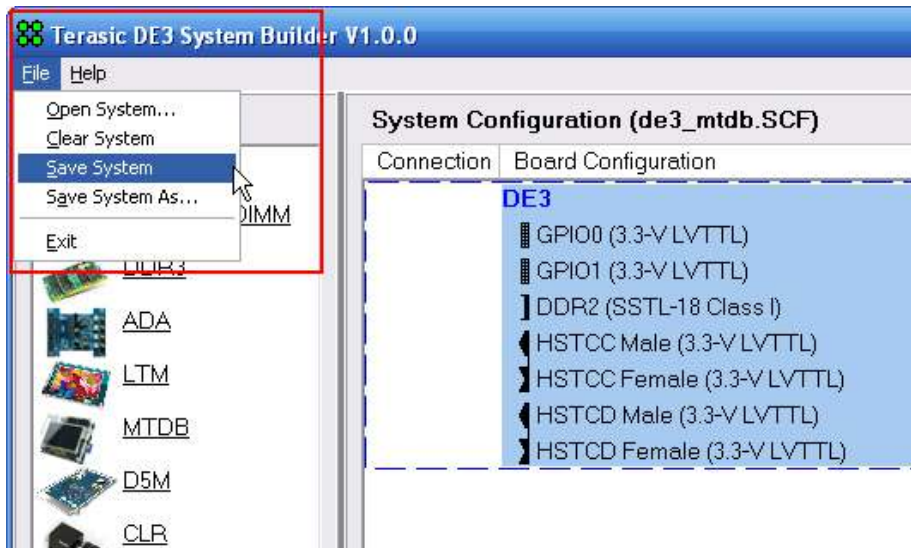 Terasic DE3 System Builder V1.0.0
File Help
Open System...
Clear System
Save System
Save System As...
Exit
DIMM
DDR3
ADA
LTM
MTDB
D5M
CLR
System Configuration (de3_mtdb.SCF)
Connection Board Configuration
DE3
GPIO0 (3.3-V LVTTL)
GPIO1 (3.3-V LVTTL)
DDR2 (SSTL-18 Class I)
HSTCC Male (3.3-V LVTTL)
HSTCC Female (3.3-V LVTTL)
HSTCD Male (3.3-V LVTTL)
HSTCD Female (3.3-V LVTTL)